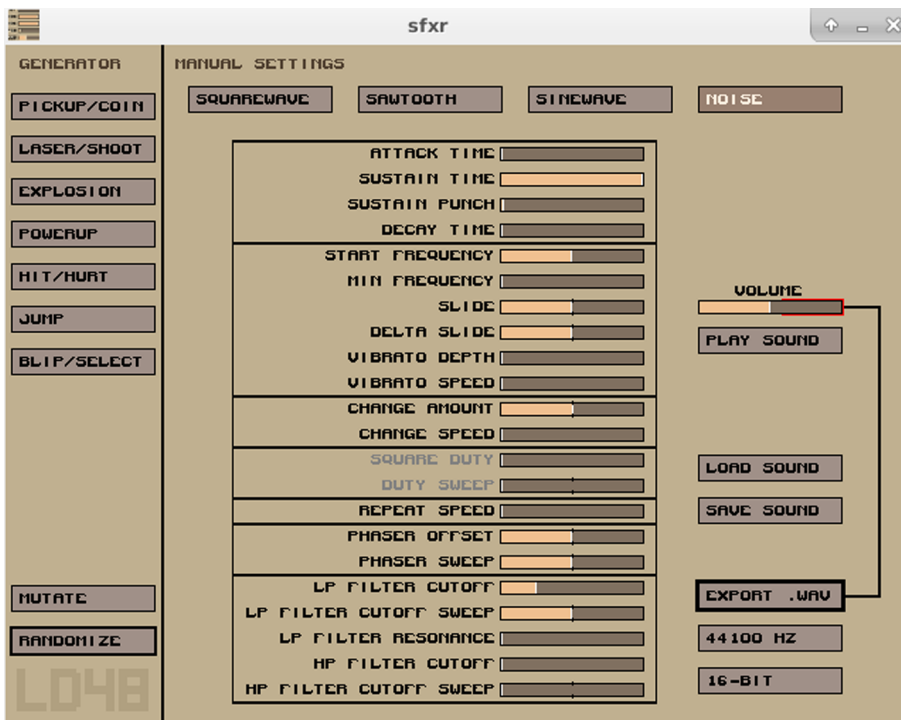 sfxr
GENERATOR
PICKUP/COIN
LASER/SHOOT
EXPLOSION
POWERUP
HIT/HURT
JUMP
BLIP/SELECT
MUTATE
RANDOMIZE
LD48
MANUAL SETTINGS
SQUAREWAVE
SAWTOOTH
SINEWAVE
NOISE
ATTACK TIME
SUSTAIN TIME
SUSTAIN PUNCH
DECAY TIME
START FREQUENCY
MIN FREQUENCY
SLIDE
DELTA SLIDE
VIBRATO DEPTH
VIBRATO SPEED
CHANGE AMOUNT
CHANGE SPEED
SQUARE DUTY
DUTY SWEEP
REPEAT SPEED
PHASER OFFSET
PHASER SWEEP
LP FILTER CUTOFF
LP FILTER CUTOFF SWEEP
LP FILTER RESONANCE
HP FILTER CUTOFF
HP FILTER CUTOFF SWEEP
VOLUME
PLAY SOUND
LOAD SOUND
SAVE SOUND
EXPORT .WAV
44100 HZ
16-BIT